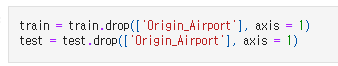 train = train.drop(['Origin_Airport'], axis = 1)
test = test.drop(['Origin_Airport'], axis = 1)